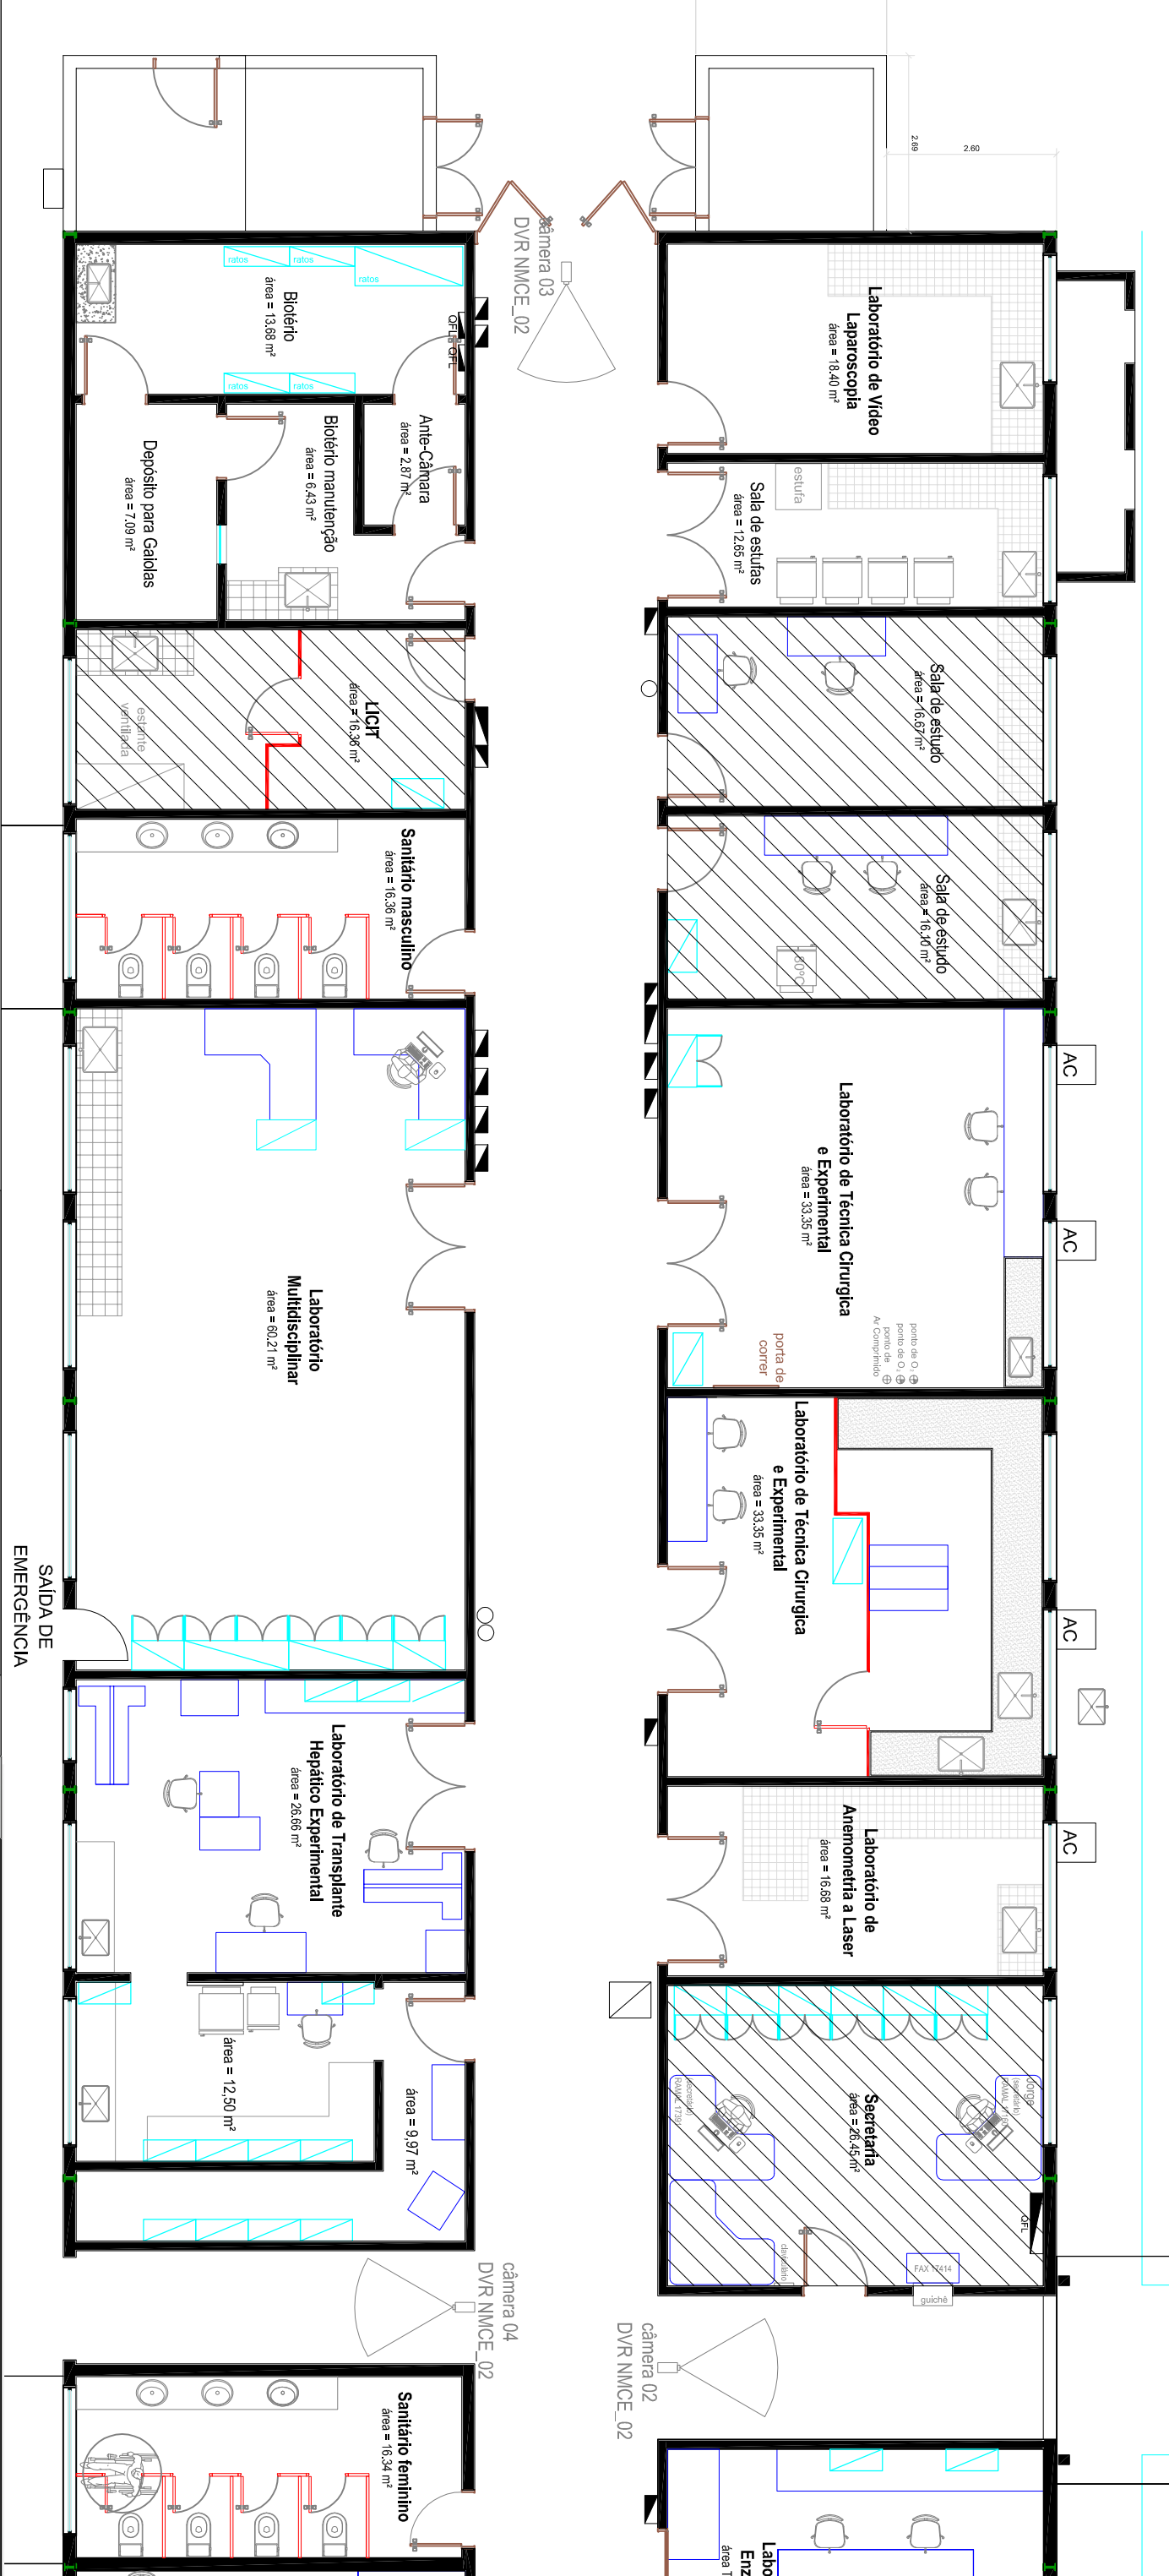 2.69
2.60
câmera 03
DVR NMCE_02
ratos
ratos
ratos
Biotério
área = 13.68 m²
QFL
QFL
ratos
ratos
Laboratório de Vídeo
Laparoscopia
área = 18.40 m²
Ante-Câmara
área = 2.87 m²
Biotério manutenção
área = 6.43 m²
Depósito para Gaiolas
área = 7.09 m²
estufa
Sala de estufas
área = 12.65 m²
LICIT
área = 16.36 m²
estante
ventilada
Sala de estudo
área = 16.67 m²
Sanitário masculino
área = 16.36 m²
Sala de estudo
área = 16.10 m²
AC
AC
Laboratório de Técnica Cirurgica
e Experimental
área = 33.35 m²
ponto de O₂
ponto de O₂
ponto de
Ar Comprimido
porta de
correr
Laboratório
Multidisciplinar
área = 60.21 m²
Laboratório de Técnica Cirurgica
e Experimental
área = 33.35 m²
AC
SAÍDA DE
EMERGÊNCIA
Laboratório de Transplante
Hepático Experimental
área = 26.66 m²
AC
Laboratório de
Anemometria a Laser
área = 16.68 m²
área = 12,50 m²
área = 9,97 m²
Jorge
(secretário)
(secretário)
RAMAL 17391
Secretaria
área = 26.45 m²
QFL
FAX 17414
guichê
câmera 04
DVR NMCE_02
câmera 02
DVR NMCE_02
Sanitário feminino
área = 16.34 m²
Labo
Enz
área T